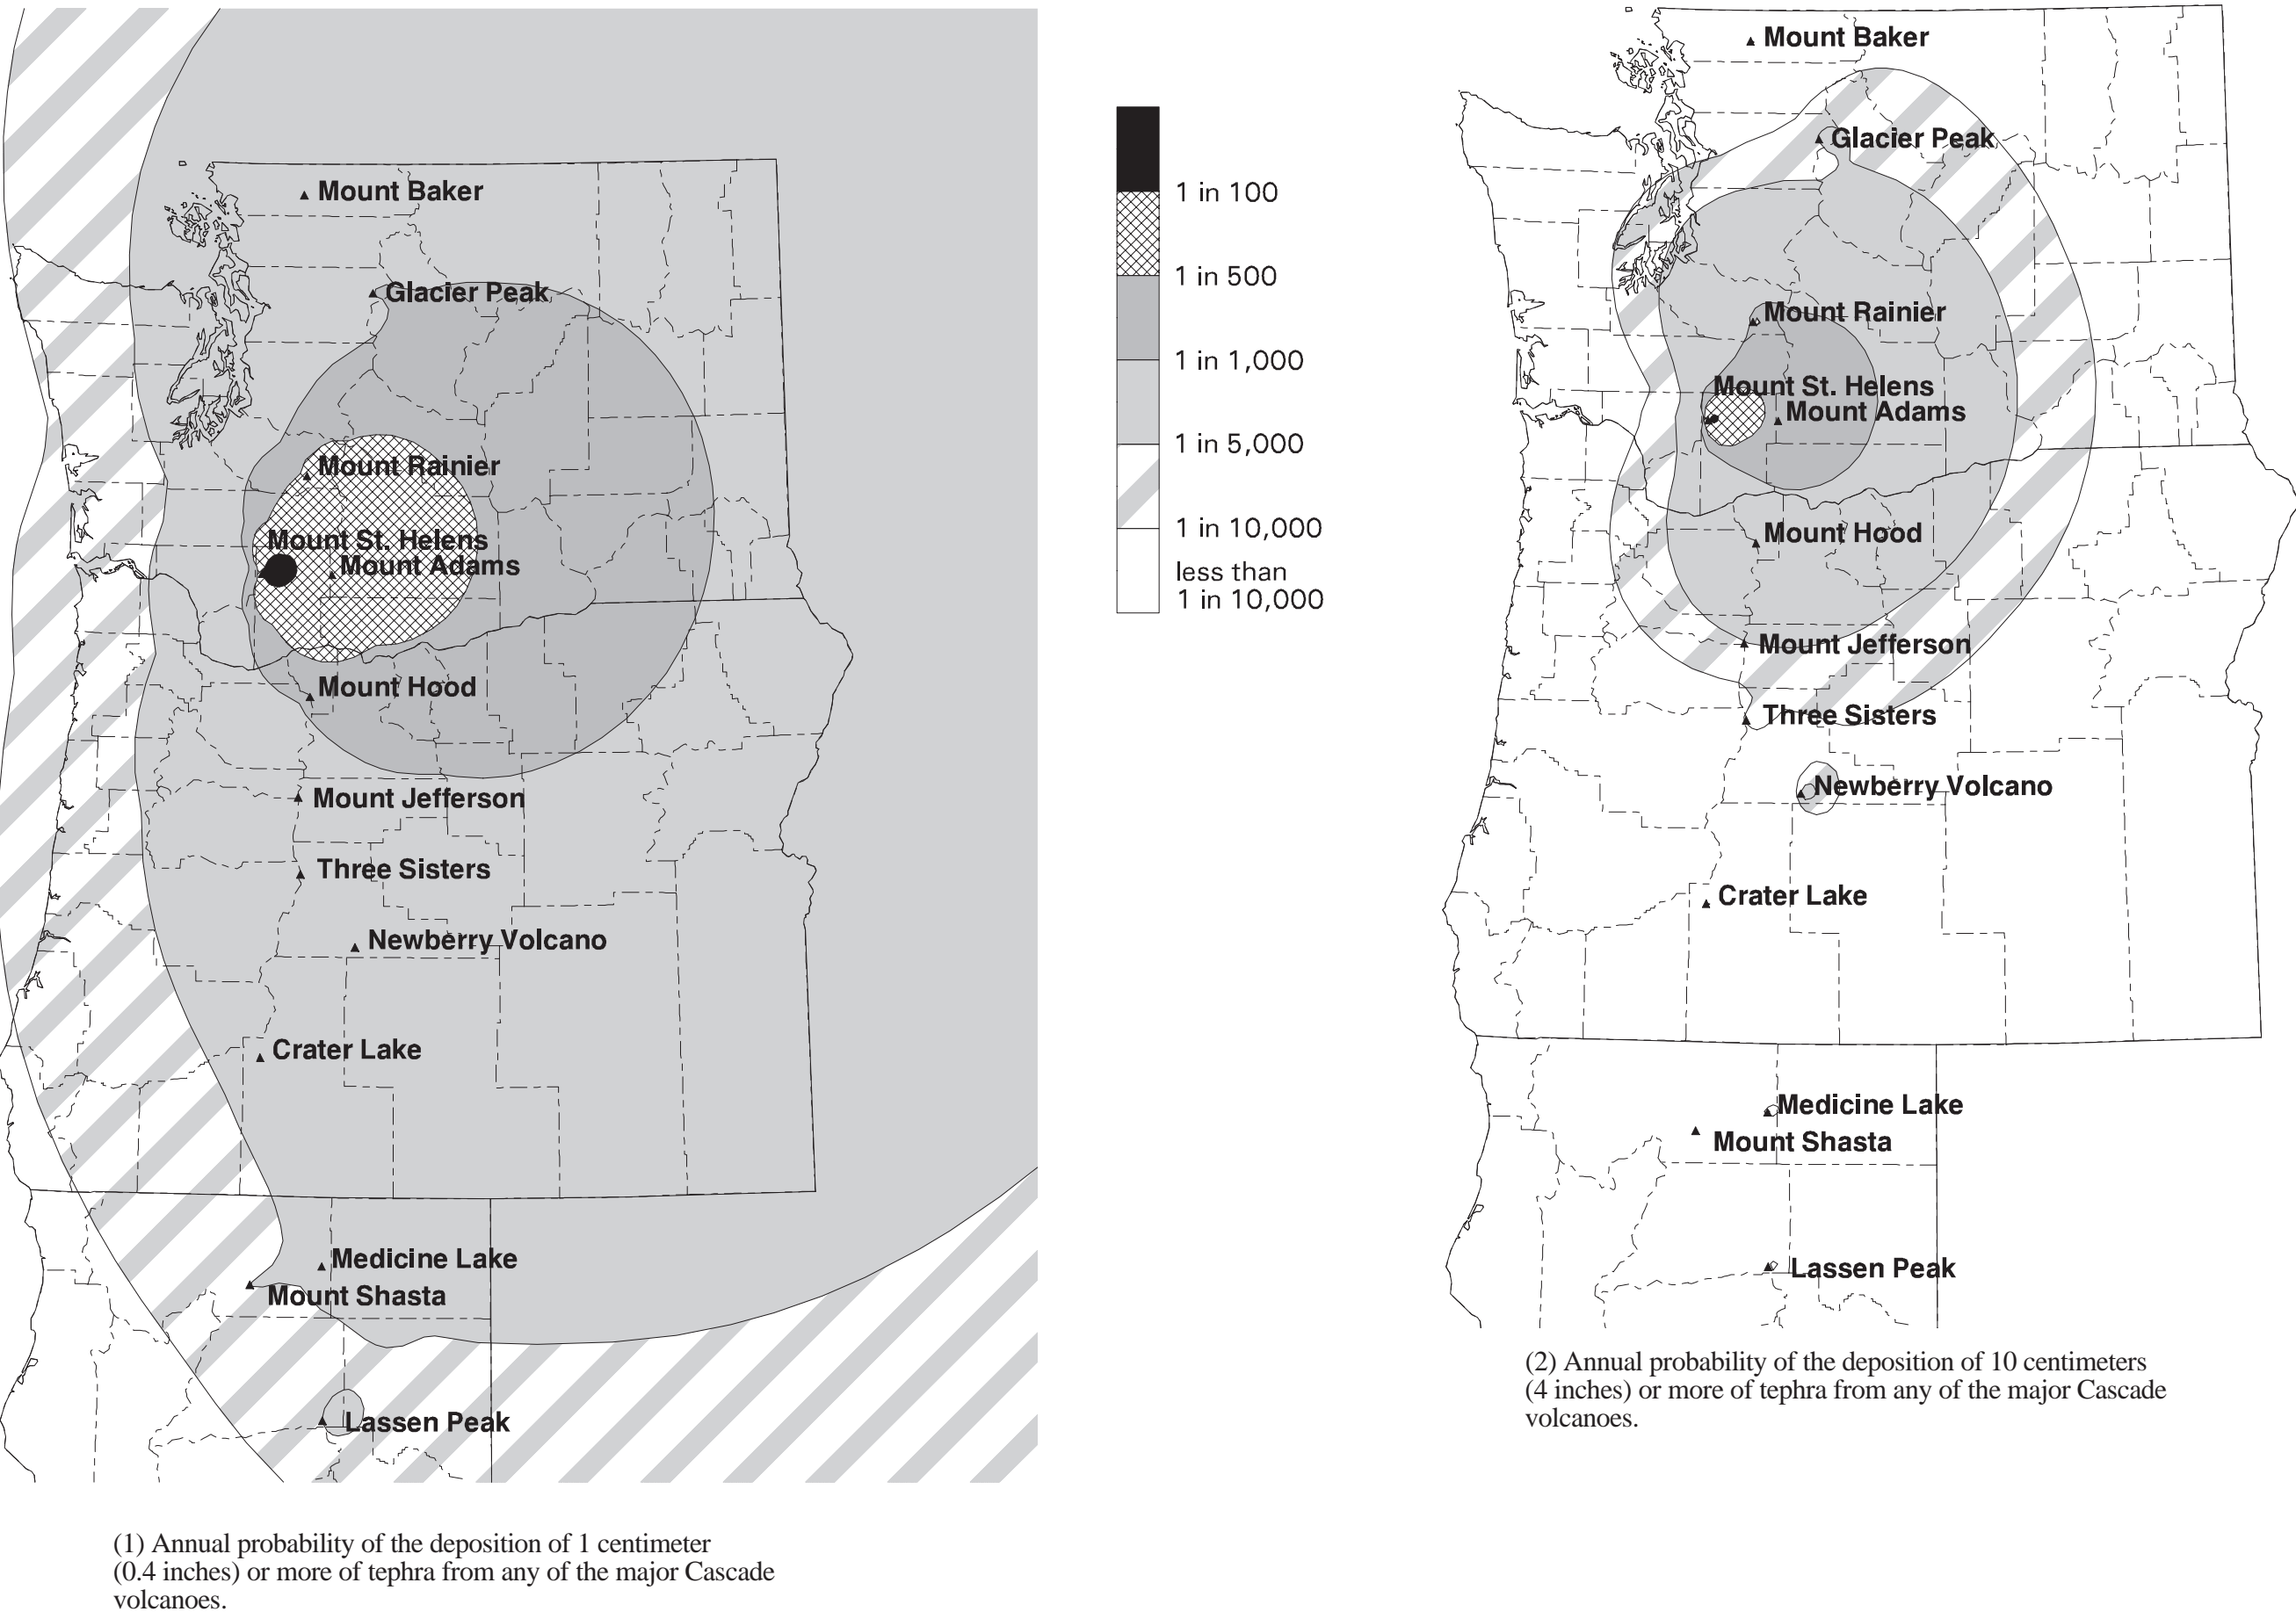 Mount Baker
Glacier Peak
Mount Rainier
Mount St. Helens
Mount Adams
Mount Hood
Mount Jefferson
Three Sisters
Newberry Volcano
Crater Lake
Medicine Lake
Mount Shasta
Lassen Peak
(1) Annual probability of the deposition of 1 centimeter
(0.4 inches) or more of tephra from any of the major Cascade
volcanoes.
1 in 100
1 in 500
1 in 1,000
1 in 5,000
1 in 10,000
less than
1 in 10,000
Mount Baker
Glacier Peak
Mount Rainier
Mount St. Helens
Mount Adams
Mount Hood
Mount Jefferson
Three Sisters
Newberry Volcano
Crater Lake
Medicine Lake
Mount Shasta
Lassen Peak
(2) Annual probability of the deposition of 10 centimeters
(4 inches) or more of tephra from any of the major Cascade
volcanoes.